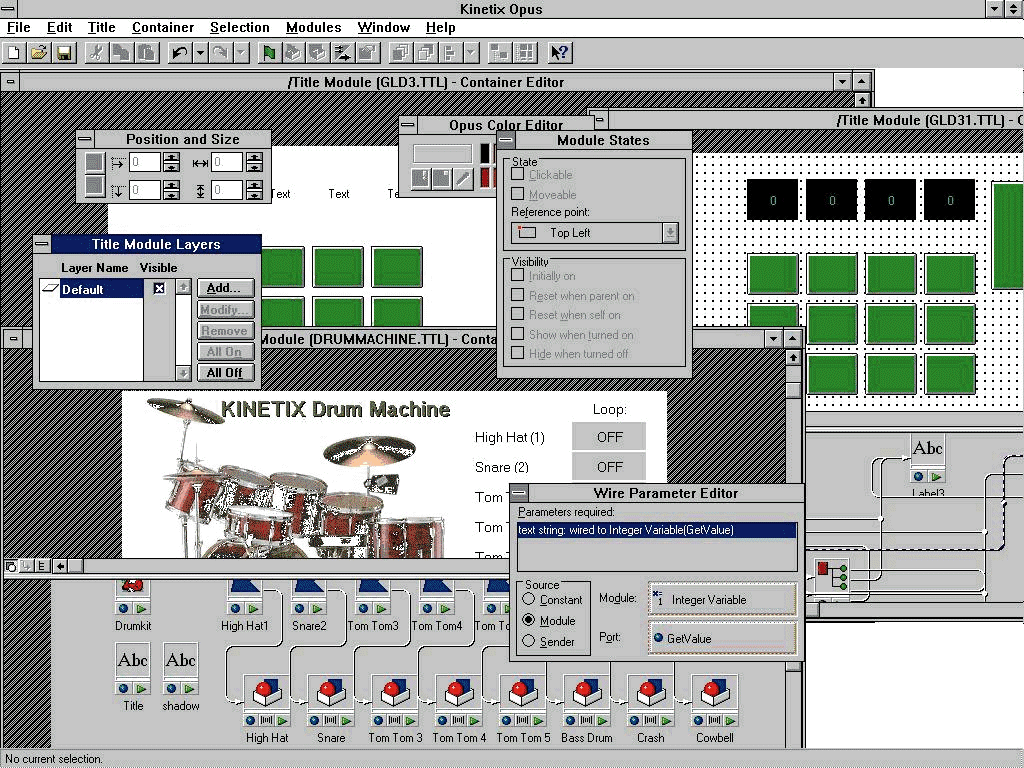 Kinetix Opus
File Edit Title Container Selection Modules Window Help
/Title Module (GLD3.TTL) - Container Editor
/Title Module (GLD31.TTL) - C
Position and Size
0 0
0 0
Text Text
Opus Color Editor
Module States
State
Clickable
Moveable
Reference point:
Top Left
Visibility
Initially on
Reset when parent on
Reset when self on
Show when turned on
Hide when turned off
0 0 0 0
Title Module Layers
Layer Name Visible
Default
Add...
Modify...
Remove
All On
All Off
Module (DRUMMACHINE.TTL) - Conta
KINETIX Drum Machine
Loop:
High Hat (1) OFF
Snare (2) OFF
Tom
Tom
Tom
Abc
Label3
Wire Parameter Editor
Parameters required:
text string: wired to Integer Variable(GetValue)
Source
Constant
Module
Sender
Module: Integer Variable
Port: GetValue
E
Drumkit High Hat1 Snare2 Tom Tom3 Tom Tom4 Tom To
Abc Abc
Title shadow
High Hat Snare Tom Tom 3 Tom Tom 4 Tom Tom 5 Bass Drum Crash Cowbell
No current selection.